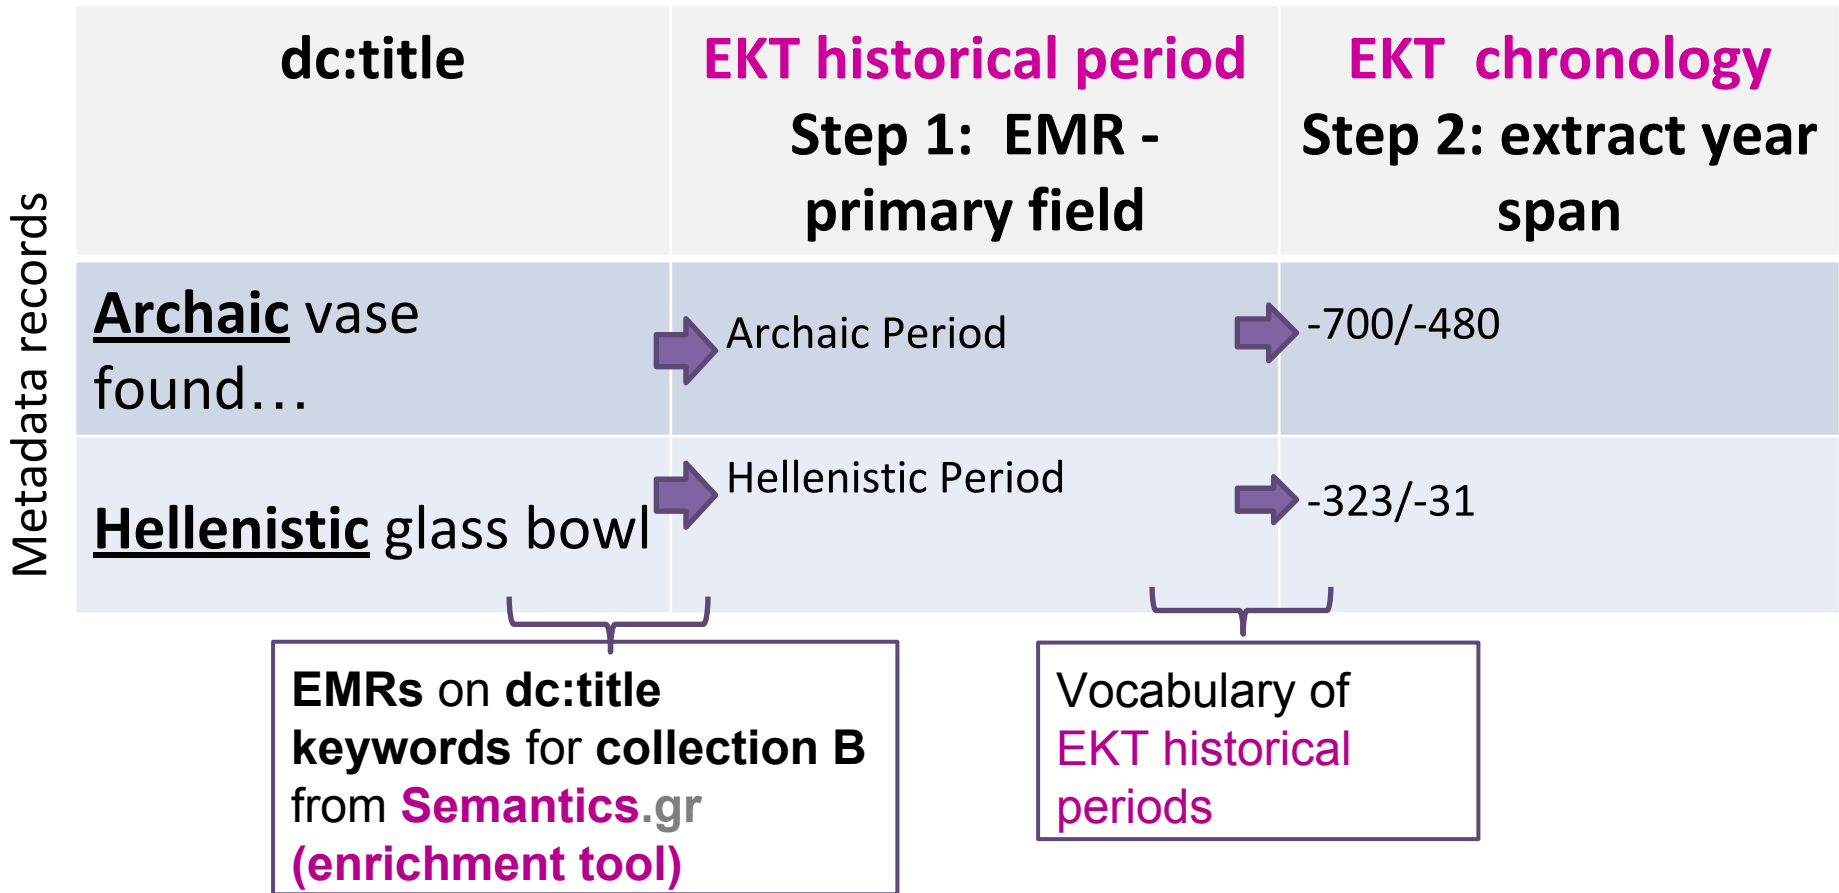 dc:title
EKT historical period
Step 1: EMR -
primary field
EKT chronology
Step 2: extract year
span
Metadata records
Archaic vase
found…
Archaic Period
-700/-480
Hellenistic glass bowl
Hellenistic Period
-323/-31
EMRs on dc:title
keywords for collection B
from Semantics.gr
(enrichment tool)
Vocabulary of
EKT historical
periods